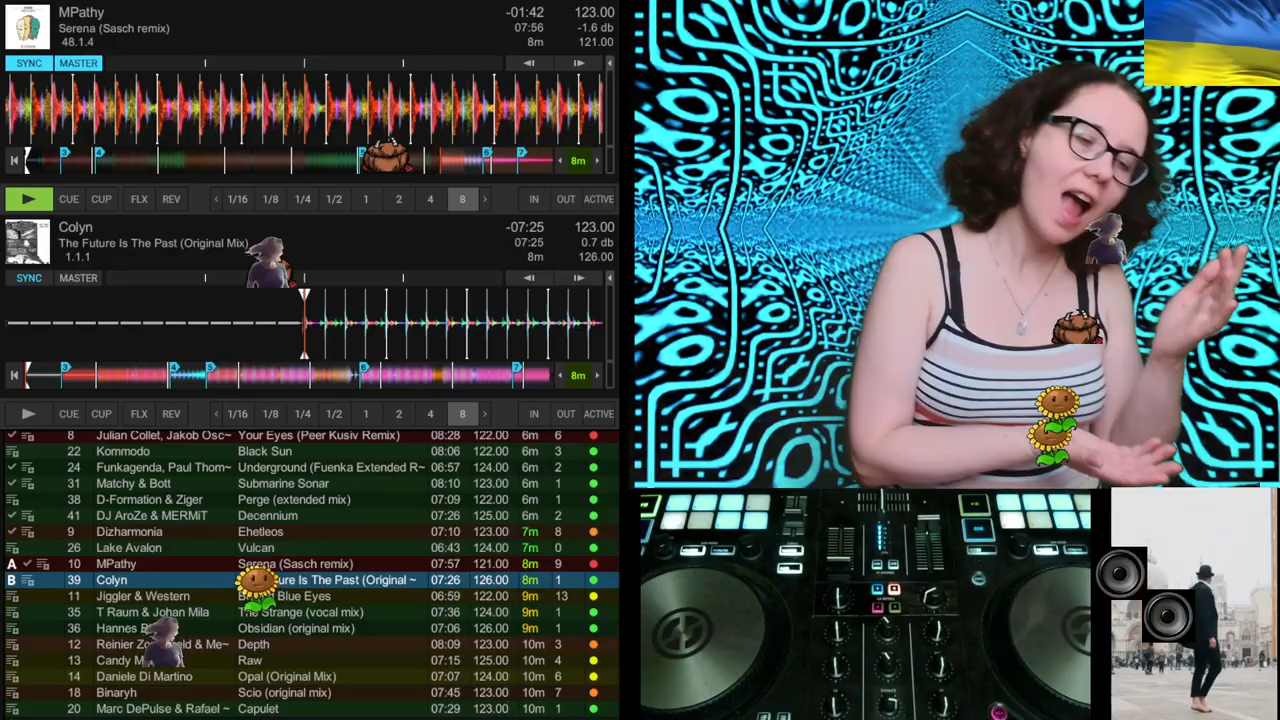 MPathy -01:42 123.00
Serena (Sasch remix) 07:56 -1.6 db
48.1.4 8m 121.00
SYNC MASTER
3 4 6 7 8m
CUE CUP FLX REV 1/16 1/8 1/4 1/2 1 2 4 8 IN OUT ACTIVE
Colyn -07:25 123.00
The Future Is The Past (Original Mix) 07:25 0.7 db
1.1.1 8m 126.00
SYNC MASTER
3 4 5 6 7 8m
CUE CUP FLX REV 1/16 1/8 1/4 1/2 1 2 4 8 IN OUT ACTIVE
8 Julian Collet, Jakob Osc~ Your Eyes (Peer Kusiv Remix) 08:28 122.00 6m 6
22 Kommodo Black Sun 08:06 122.00 6m 3
24 Funkagenda, Paul Thom~ Underground (Fuenka Extended R~ 06:57 124.00 6m 2
31 Matchy & Bott Submarine Sonar 08:10 123.00 6m 1
38 D-Formation & Ziger Perge (extended mix) 07:09 122.00 6m 1
41 DJ AroZe & MERMiT Decennium 07:26 125.00 6m 2
9 Dizharmonia Ehetleos 07:10 123.00 7m 8
26 Lake Avalon Vulcan 06:43 124.00 7m 0
A 10 MPathy Serena (Sasch remix) 07:57 121.00 8m 9
B 39 Colyn ure Is The Past (Original ~ 07:26 126.00 8m 1
11 Jiggler & Western Blue Eyes 06:59 122.00 9m 13
35 T Raum & Johan Mila The Strange (vocal mix) 07:36 124.00 9m 1
36 Hannes Obsidian (original mix) 07:06 126.00 9m 1
12 Reinier & Me~ Depth 08:09 123.00 10m 3
13 Candy Raw 07:15 125.00 10m 4
14 Daniele Di Martino Opal (Original Mix) 07:07 124.00 10m 6
18 Binaryh Scio (original mix) 07:45 123.00 10m 7
20 Marc DePulse & Rafael ~ Capulet 07:29 123.00 10m 1